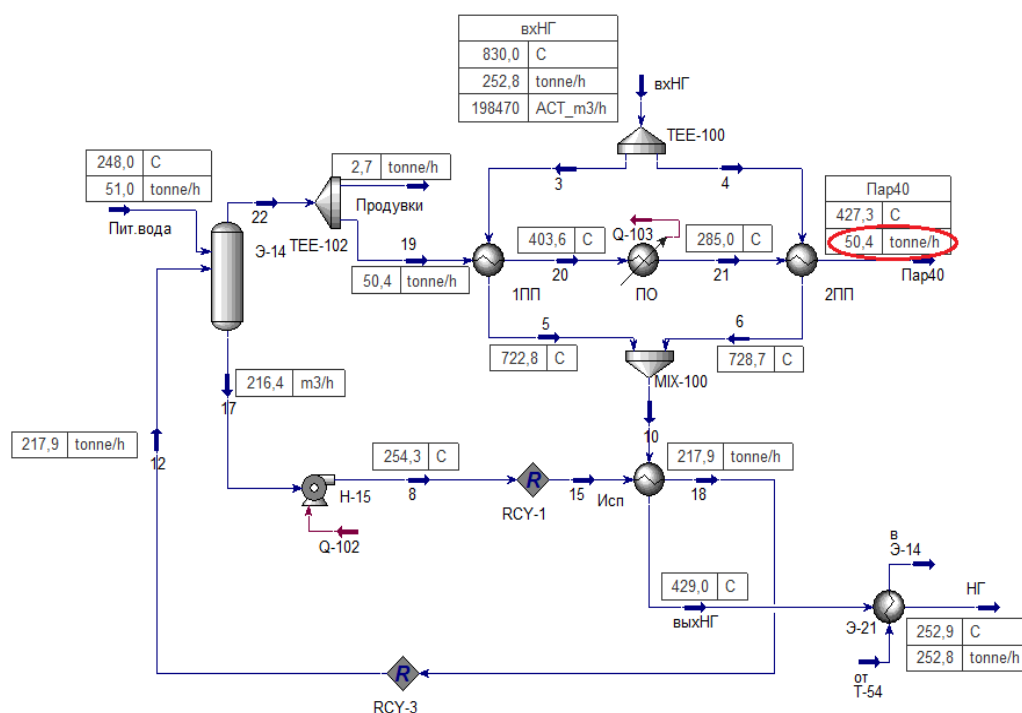 вхНГ
830,0 C
252,8 tonne/h
198470 ACT_m3/h
вхНГ
TEE-100
3
4
248,0 C
51,0 tonne/h
Пит.вода
22
2,7 tonne/h
Продувки
TEE-102
Э-14
19
50,4 tonne/h
1ПП
403,6 C
20
Q-103
ПО
285,0 C
21
2ПП
Пар40
427,3 C
50,4 tonne/h
Пар40
5
722,8 C
6
728,7 C
MIX-100
216,4 m3/h
17
10
217,9 tonne/h
12
254,3 C
8
Н-15
Q-102
RCY-1
15
Исп
217,9 tonne/h
18
429,0 C
выхНГ
в
Э-14
НГ
Э-21
252,9 C
252,8 tonne/h
от
Т-54
RCY-3
R
R